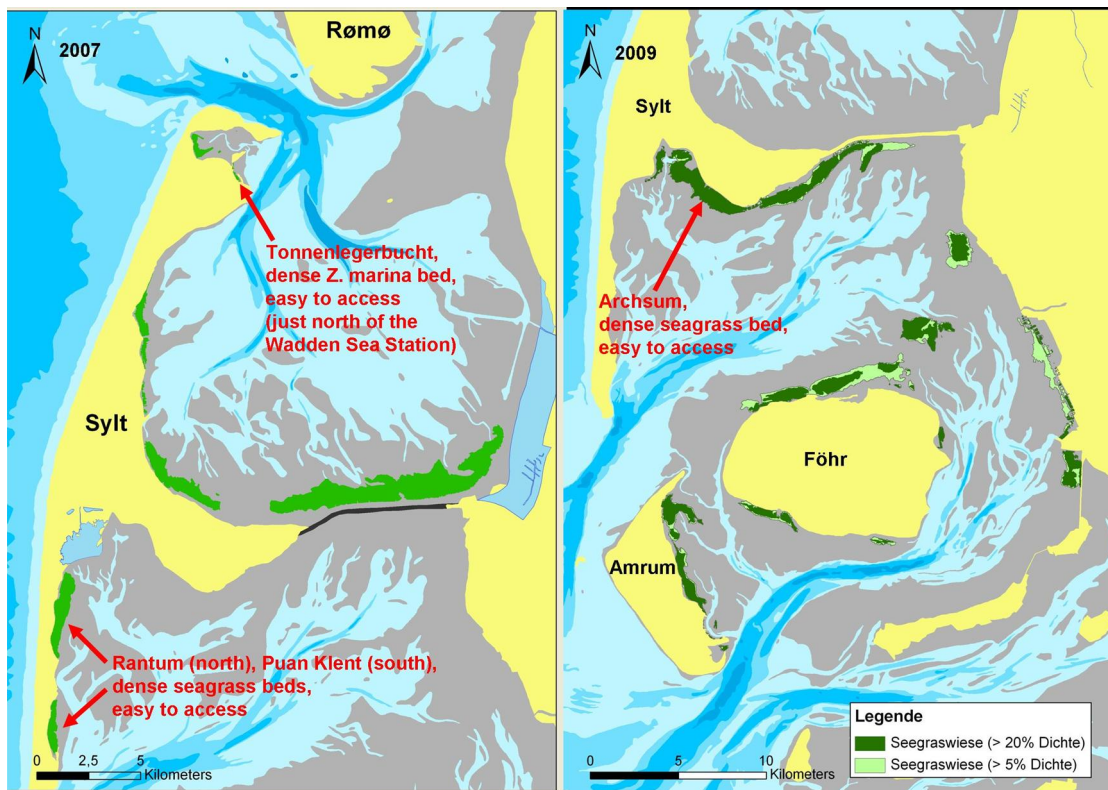 N
2007
Rømø
Tonnenlegerbucht,
dense Z. marina bed,
easy to access
(just north of the
Wadden Sea Station)
Sylt
Rantum (north), Puan Klent (south),
dense seagrass beds,
easy to access
0 2,5 5
Kilometers
N
2009
Sylt
Archsum,
dense seagrass bed,
easy to access
Föhr
Amrum
Legende
Seegraswiese (> 20% Dichte)
Seegraswiese (> 5% Dichte)
0 5 10
Kilometers